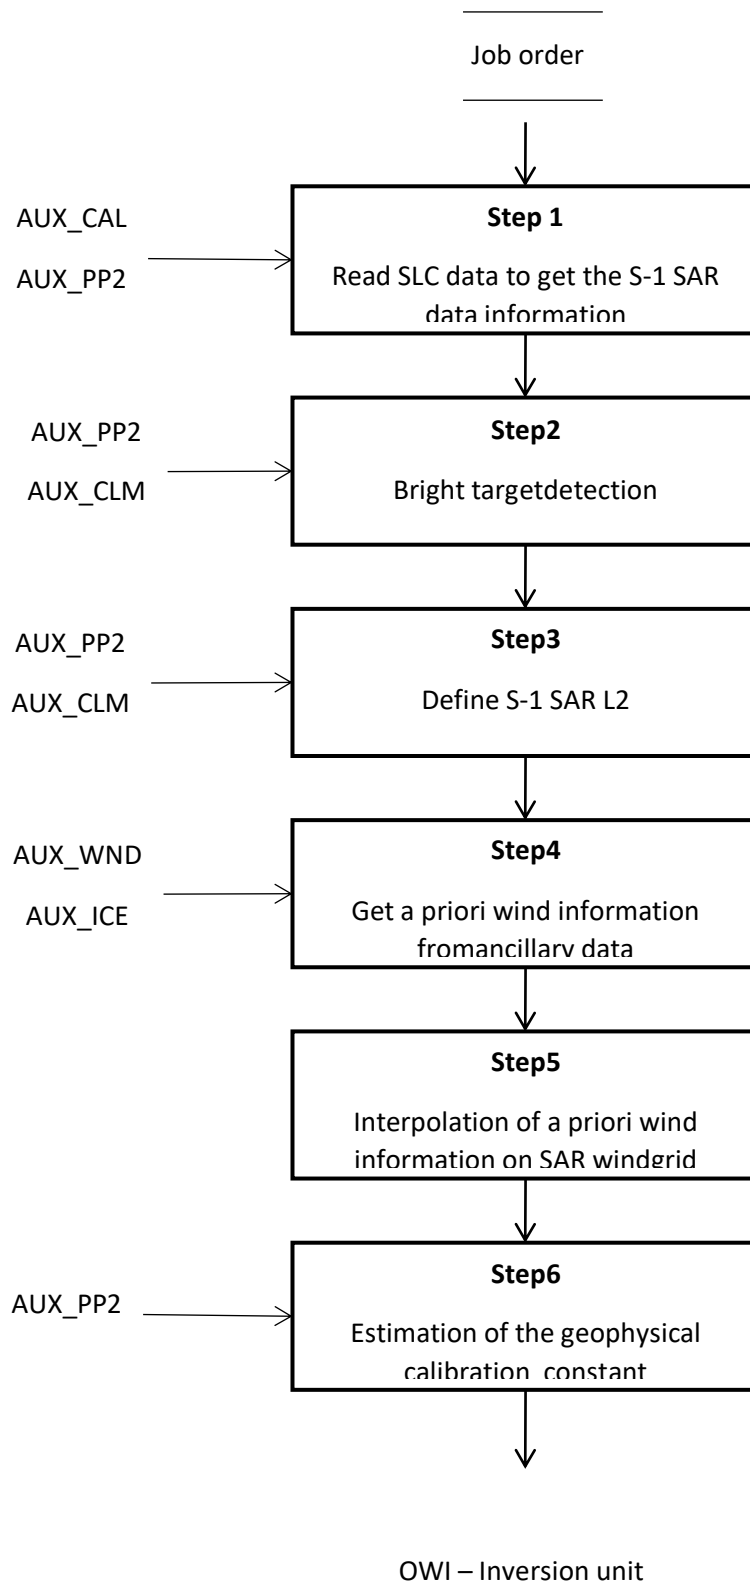 Job order
AUX_CAL
AUX_PP2
Step 1
Read SLC data to get the S-1 SAR
data information
AUX_PP2
AUX_CLM
Step2
Bright targetdetection
AUX_PP2
AUX_CLM
Step3
Define S-1 SAR L2
AUX_WND
AUX_ICE
Step4
Get a priori wind information
fromancillary data
Step5
Interpolation of a priori wind
information on SAR windgrid
AUX_PP2
Step6
Estimation of the geophysical
calibration constant
OWI – Inversion unit